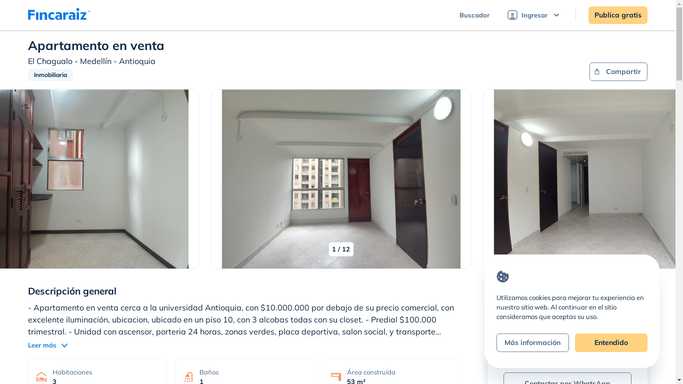 Fincaraiz
Buscador
Ingresar
Publica gratis
Apartamento en venta
El Chagualo - Medellín - Antioquia
Inmobiliaria
Compartir
1 / 12
Descripción general
- Apartamento en venta cerca a la universidad Antioquia, con $10.000.000 por debajo de su precio comercial, con
excelente iluminación, ubicacion, ubicado en un piso 10, con 3 alcobas todas con su closet. - Predial $100.000
trimestral. - Unidad con ascensor, porteria 24 horas, zonas verdes, placa deportiva, salon social, y transporte...
Leer más
Habitaciones
3
Baños
1
Área construida
53 m²
Utilizamos cookies para mejorar tu experiencia en
nuestro sitio web. Al continuar en el sitio
consideramos que aceptas su uso.
Más información
Entendido
Contactar por WhatsApp